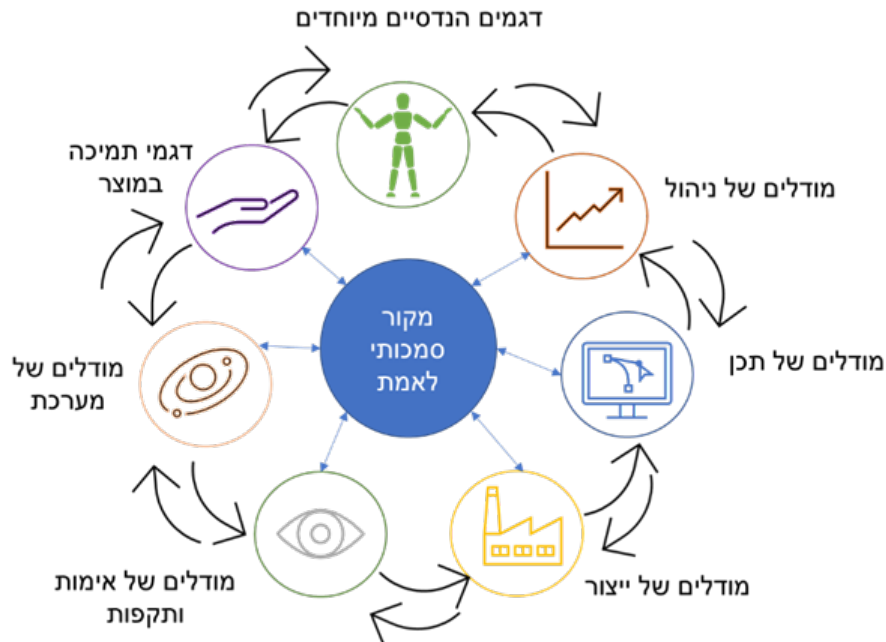 דגמים הנדסיים מיוחדים
דגמי תמיכה
במוצר
מודלים של ניהול
מקור
סמכותי
לאמת
מודלים של תכן
מודלים של
מערכת
מודלים של אימות
ותקפות
מודלים של ייצור